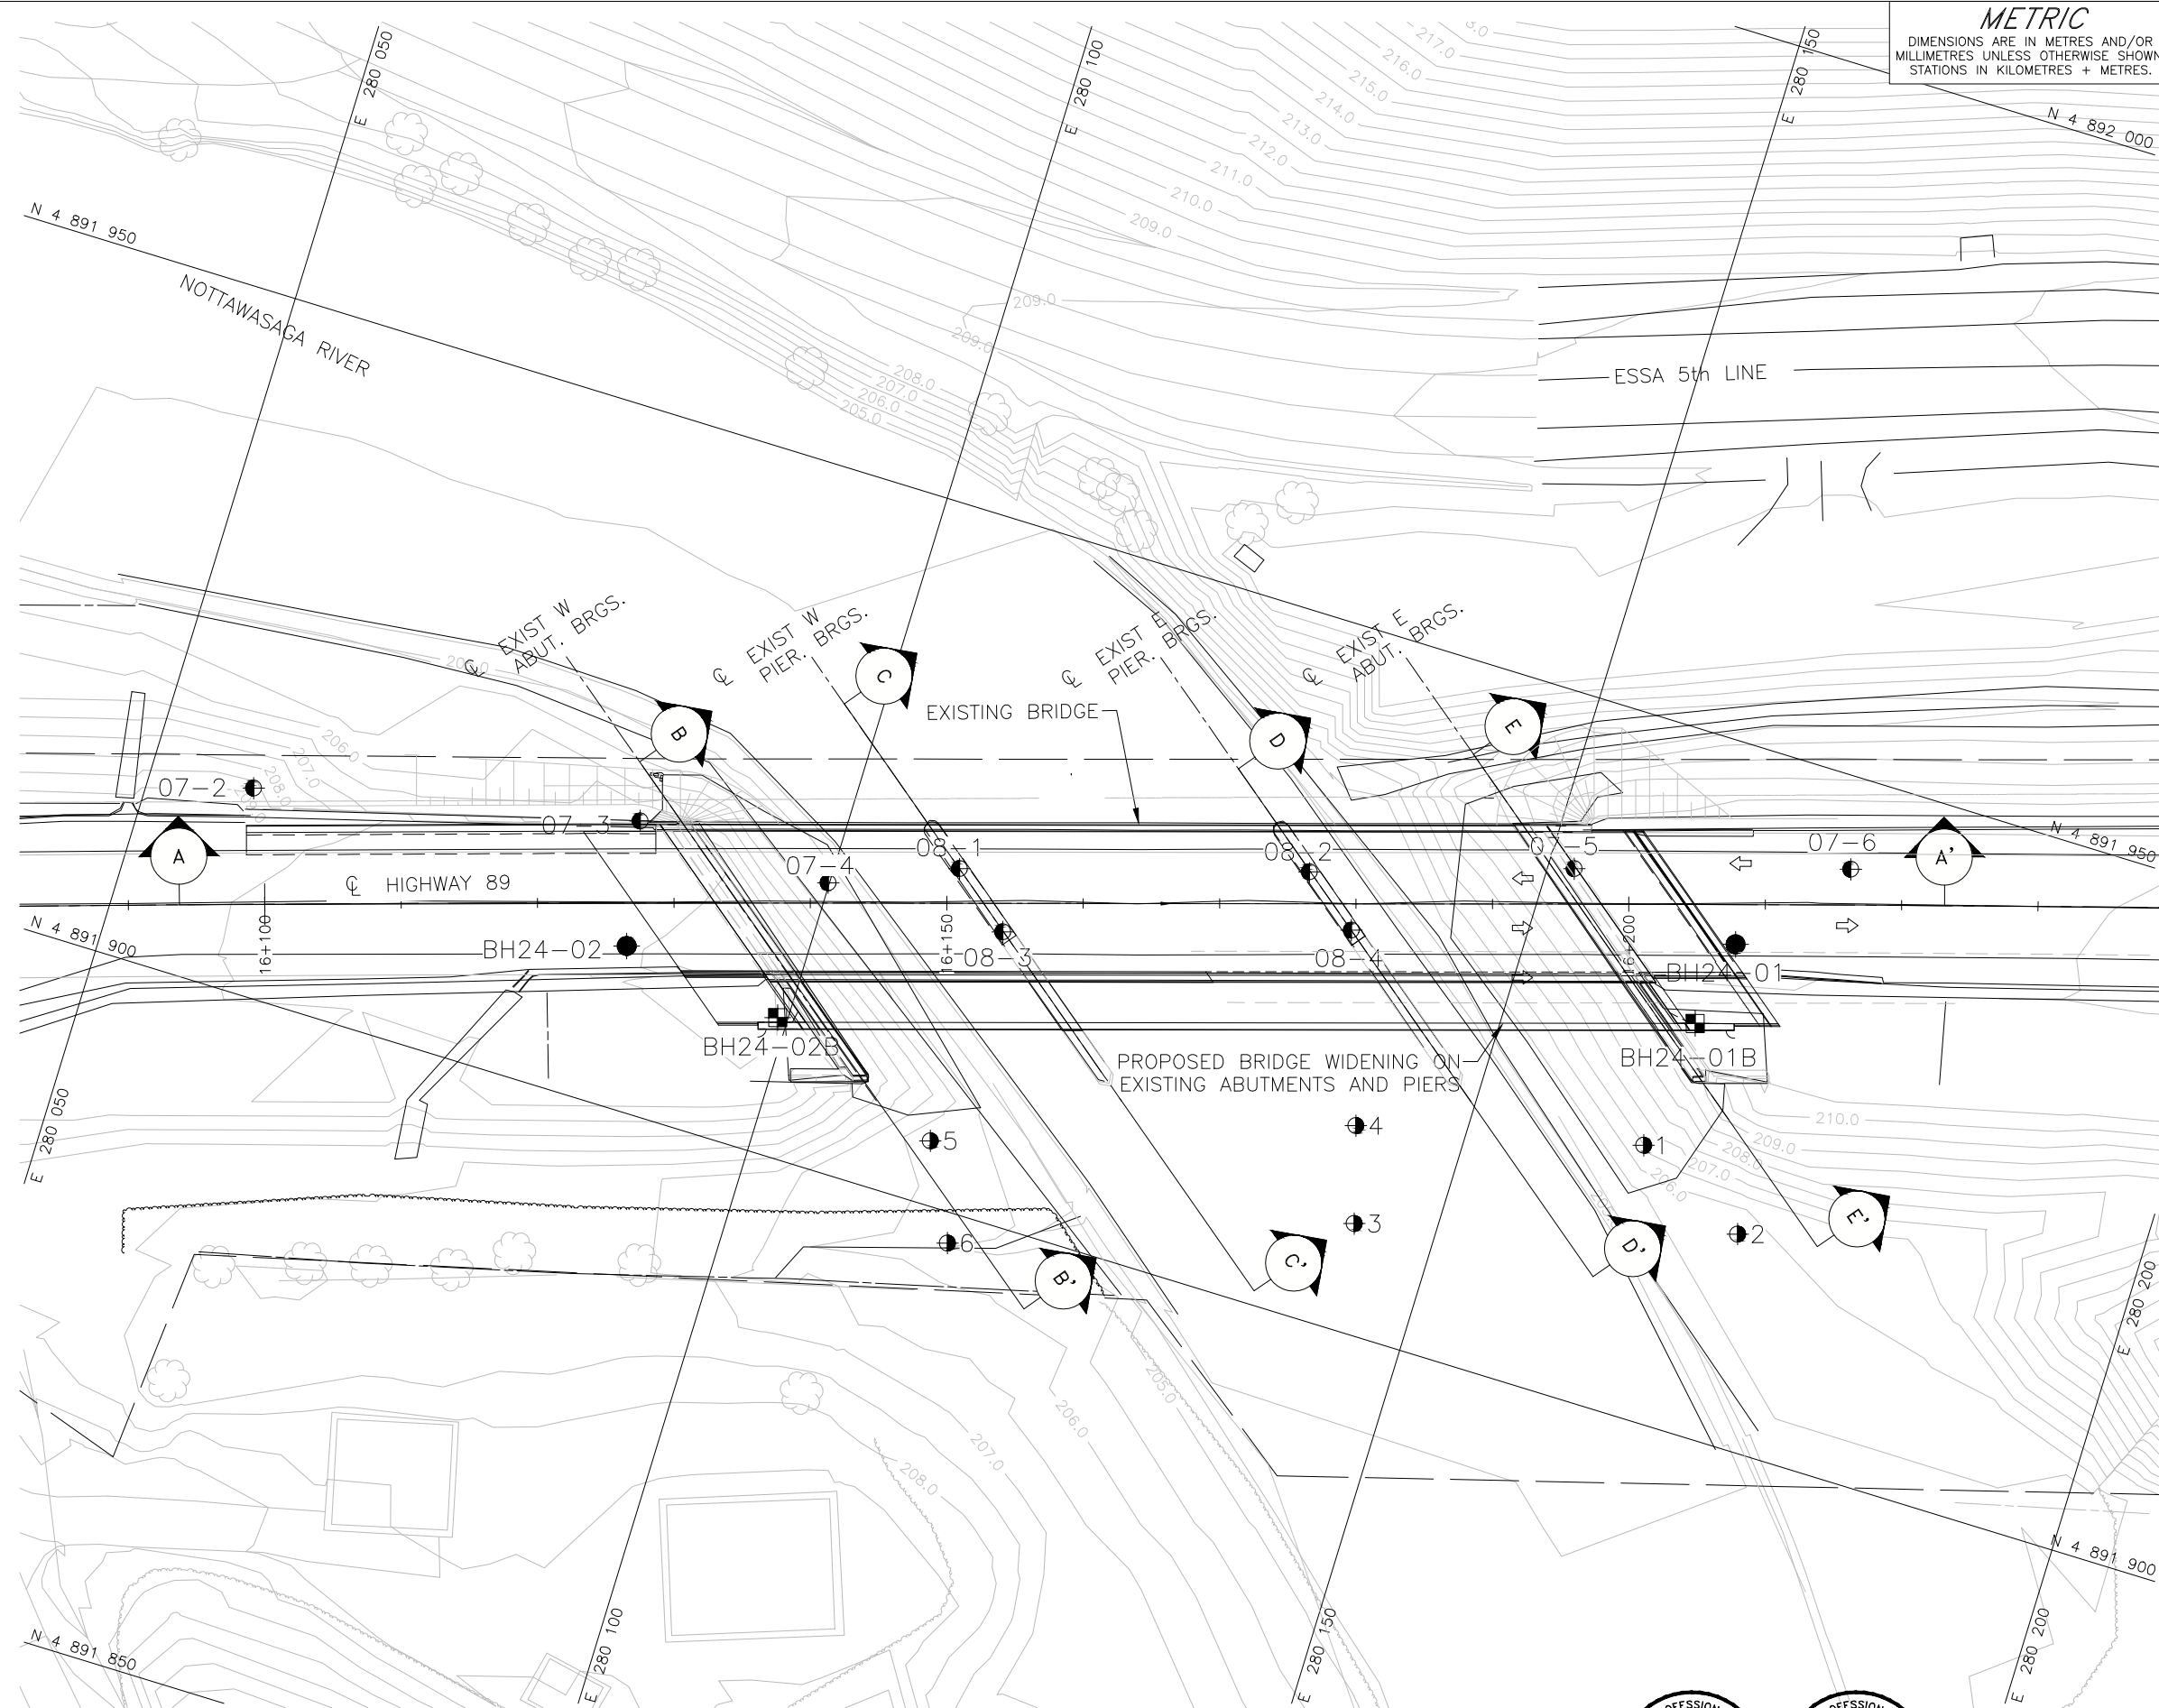 METRIC
DIMENSIONS ARE IN METRES AND/OR
MILLIMETRES UNLESS OTHERWISE SHOWN
STATIONS IN KILOMETRES + METRES.
E 280 050
E 280 100
E 280 150
N 4 892 000
217.0
216.0
215.0
214.0
213.0
212.0
211.0
210.0
209.0
N 4 891 950
NOTTAWASAGA RIVER
209.0
209.0
208.0
207.0
206.0
205.0
ESSA 5th LINE
℄ EXIST W
ABUT. BRGS.
℄ EXIST W
PIER. BRGS.
℄ EXIST E
PIER. BRGS.
℄ EXIST E
ABUT. BRGS.
B
C
D
E
EXISTING BRIDGE
206.0
207.0
208.0
07-2
07-3
07-4
08-1
08-2
07-6
A
A'
N 4 891 950
℄ HIGHWAY 89
N 4 891 900
16+100
BH24-02
16+150
08-3
08-4
16+200
BH24-01
BH24-02B
BH24-01B
PROPOSED BRIDGE WIDENING ON
EXISTING ABUTMENTS AND PIERS
E 280 050
5
4
1
210.0
209.0
208.0
207.0
206.0
6
3
2
B'
C'
D'
E'
E 280 200
205.0
206.0
207.0
208.0
N 4 891 900
N 4 891 850
E 280 100
E 280 150
E 280 200